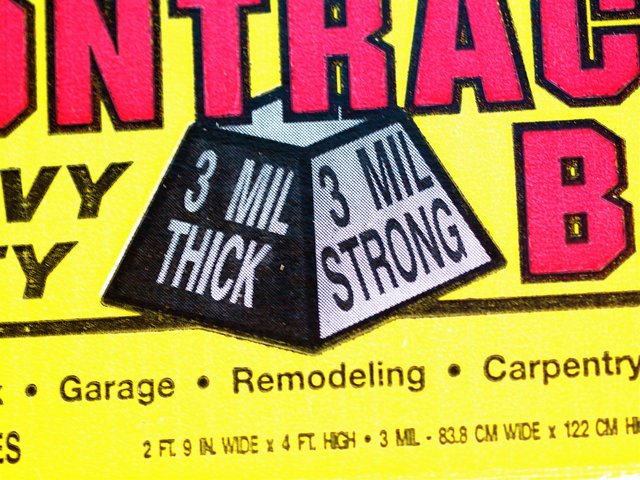 ONTRAC
VY
TY
3 MIL
THICK
3 MIL
STRONG
B
• Garage • Remodeling • Carpentry
ES
2 FT. 9 IN. WIDE x 4 FT. HIGH • 3 MIL - 83.8 CM WIDE x 122 CM HI